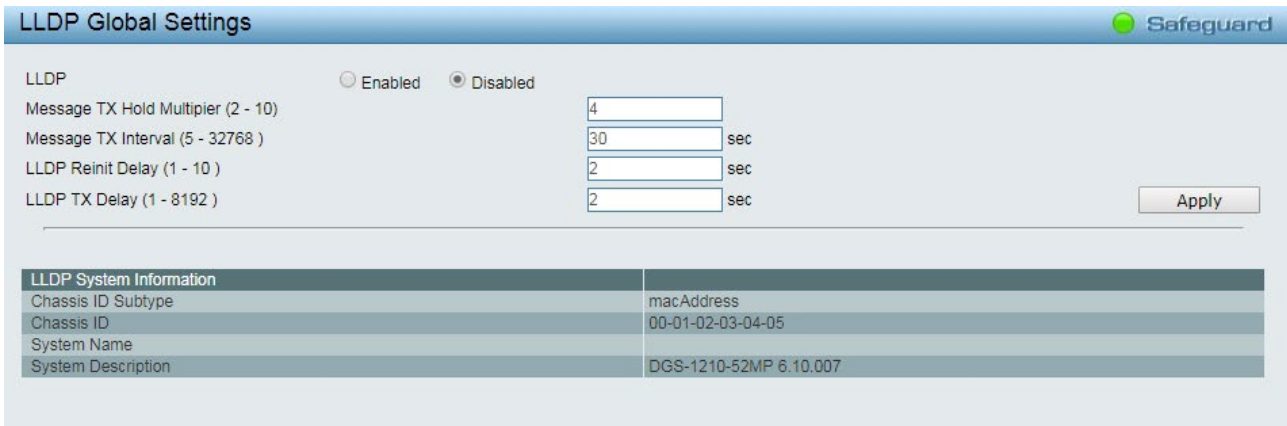 LLDP Global Settings Safeguard
LLDP Enabled Disabled
Message TX Hold Multipier (2 - 10) 4
Message TX Interval (5 - 32768 ) 30 sec
LLDP Reinit Delay (1 - 10 ) 2 sec
LLDP TX Delay (1 - 8192 ) 2 sec Apply
LLDP System Information
Chassis ID Subtype macAddress
Chassis ID 00-01-02-03-04-05
System Name
System Description DGS-1210-52MP 6.10.007